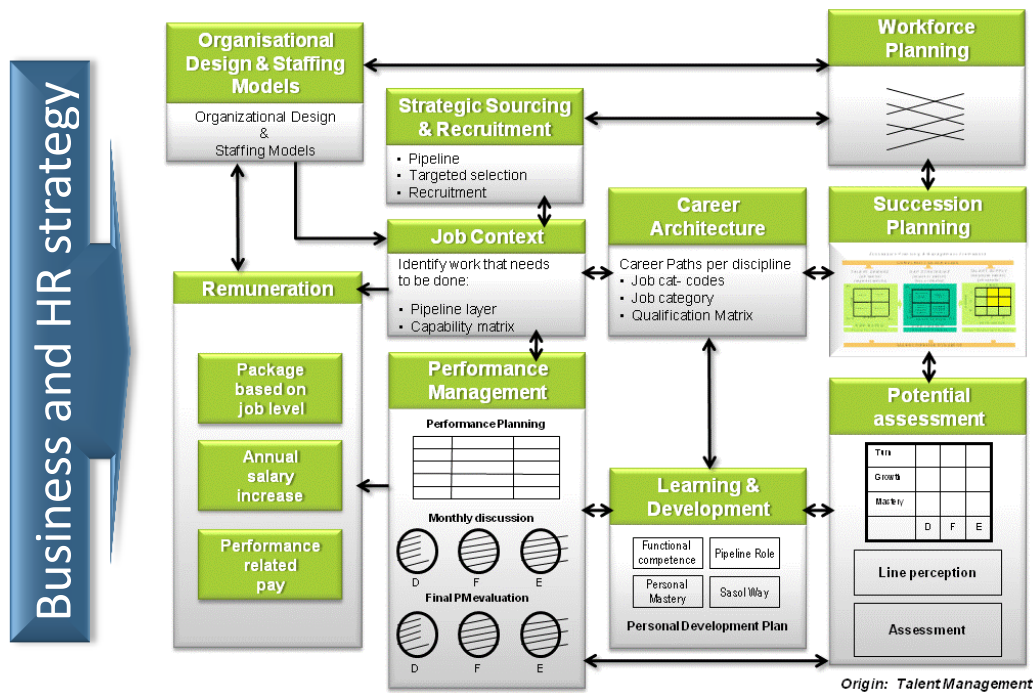 Business and HR strategy
Organisational
Design & Staffing
Models
Organizational Design
&
Staffing Models
Workforce
Planning
Strategic Sourcing
& Recruitment
• Pipeline
• Targeted selection
• Recruitment
Job Context
Identify work that needs
to be done:
• Pipeline layer
• Capability matrix
Career
Architecture
Career Paths per discipline
• Job cat- codes
• Job category
• Qualification Matrix
Succession
Planning
Remuneration
Package
based on
job level
Annual
salary
increase
Performance
related
pay
Performance
Management
Performance Planning
Monthly discussion
D F E
Final PM evaluation
D F E
Learning &
Development
Functional
competence
Pipeline Role
Personal
Mastery
Sasol Way
Personal Development Plan
Potential
assessment
Turn
Growth
Mastery
D F E
Line perception
Assessment
Origin: Talent Management